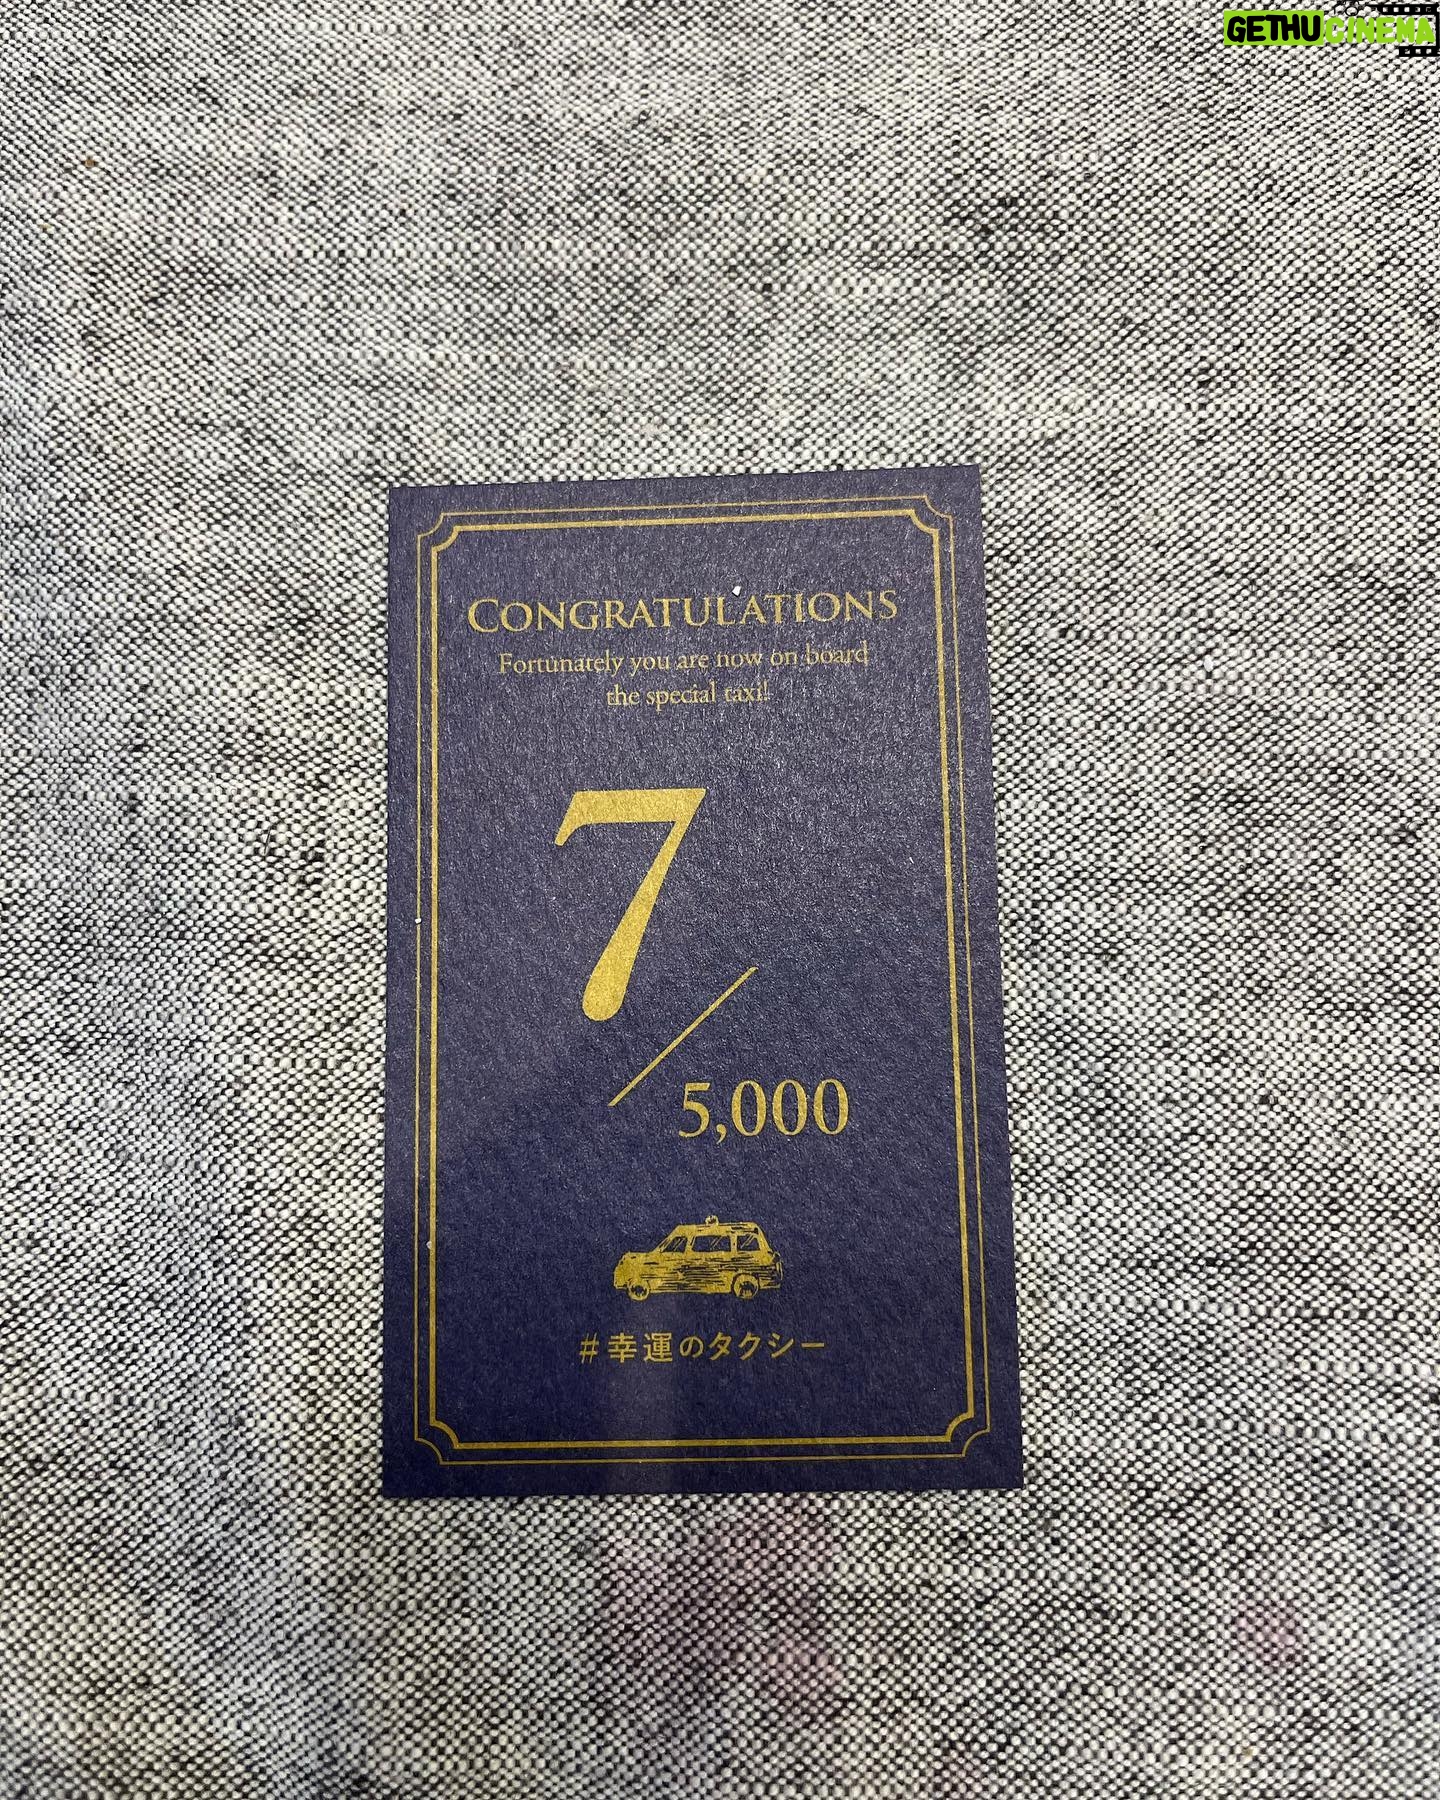 GETHUCINEMA
CONGRATULATIONS
Fortunately you are now on board
the special taxi!
7
5,000
#幸運のタクシー